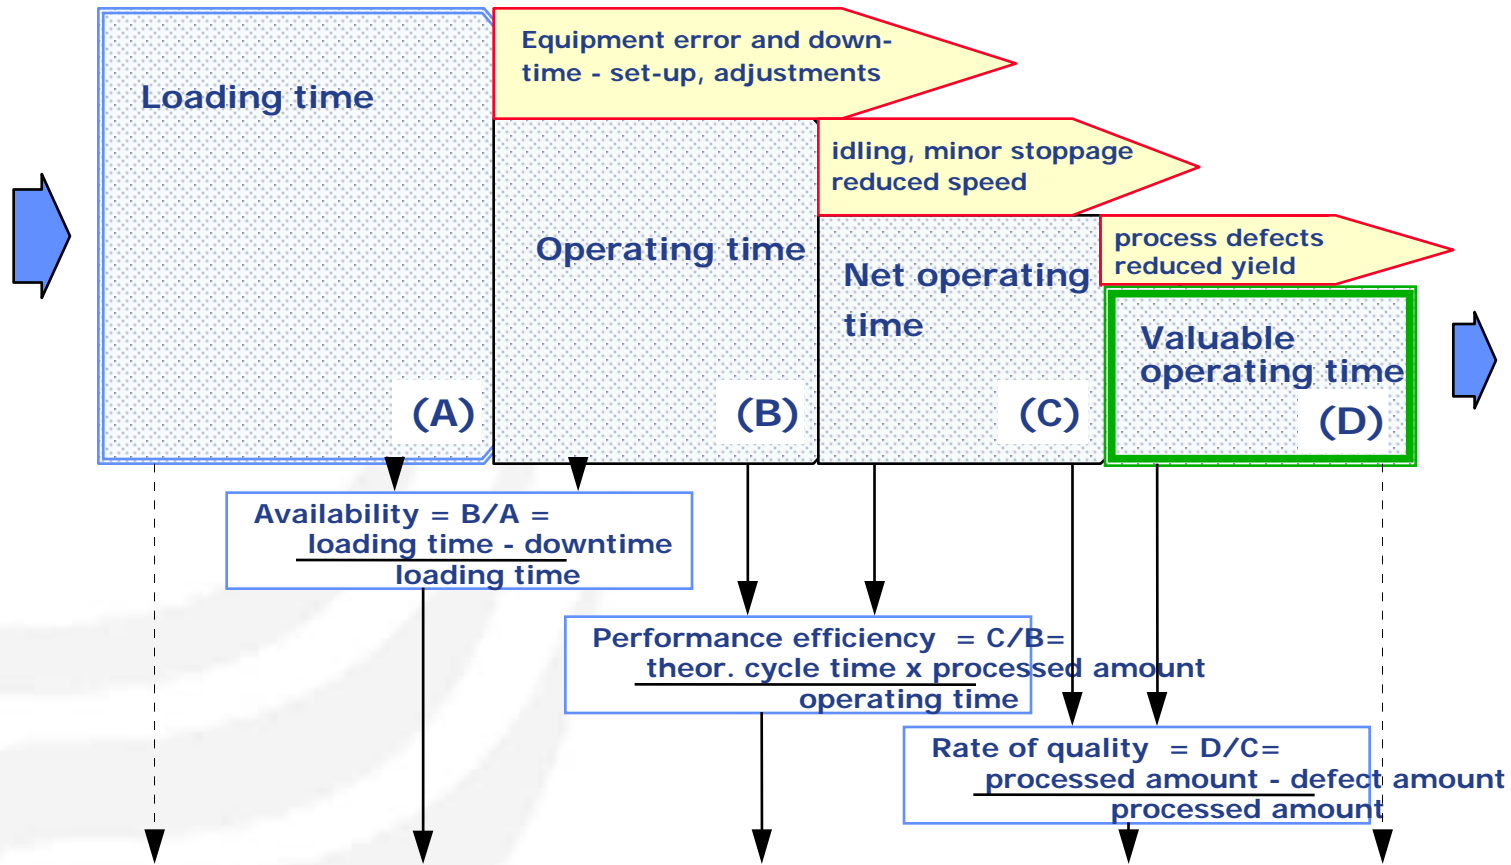 Equipment error and down-
time - set-up, adjustments
Loading time
idling, minor stoppage
reduced speed
Operating time
process defects
reduced yield
Net operating
time
Valuable
operating time
(A)
(B)
(C)
(D)
Availability = B/A =
loading time - downtime
loading time
Performance efficiency = C/B=
theor. cycle time x processed amount
operating time
Rate of quality = D/C=
processed amount - defect amount
processed amount